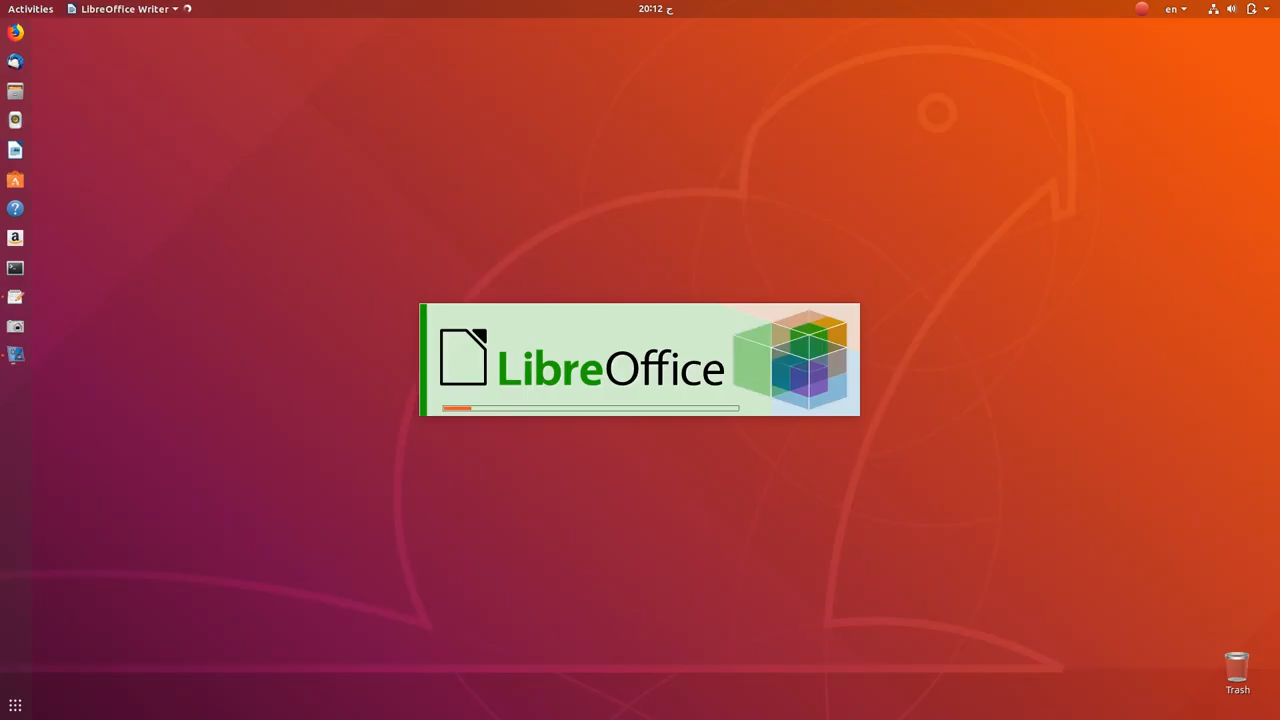 Activities
LibreOffice Writer
20:12 ح
en
LibreOffice
Trash